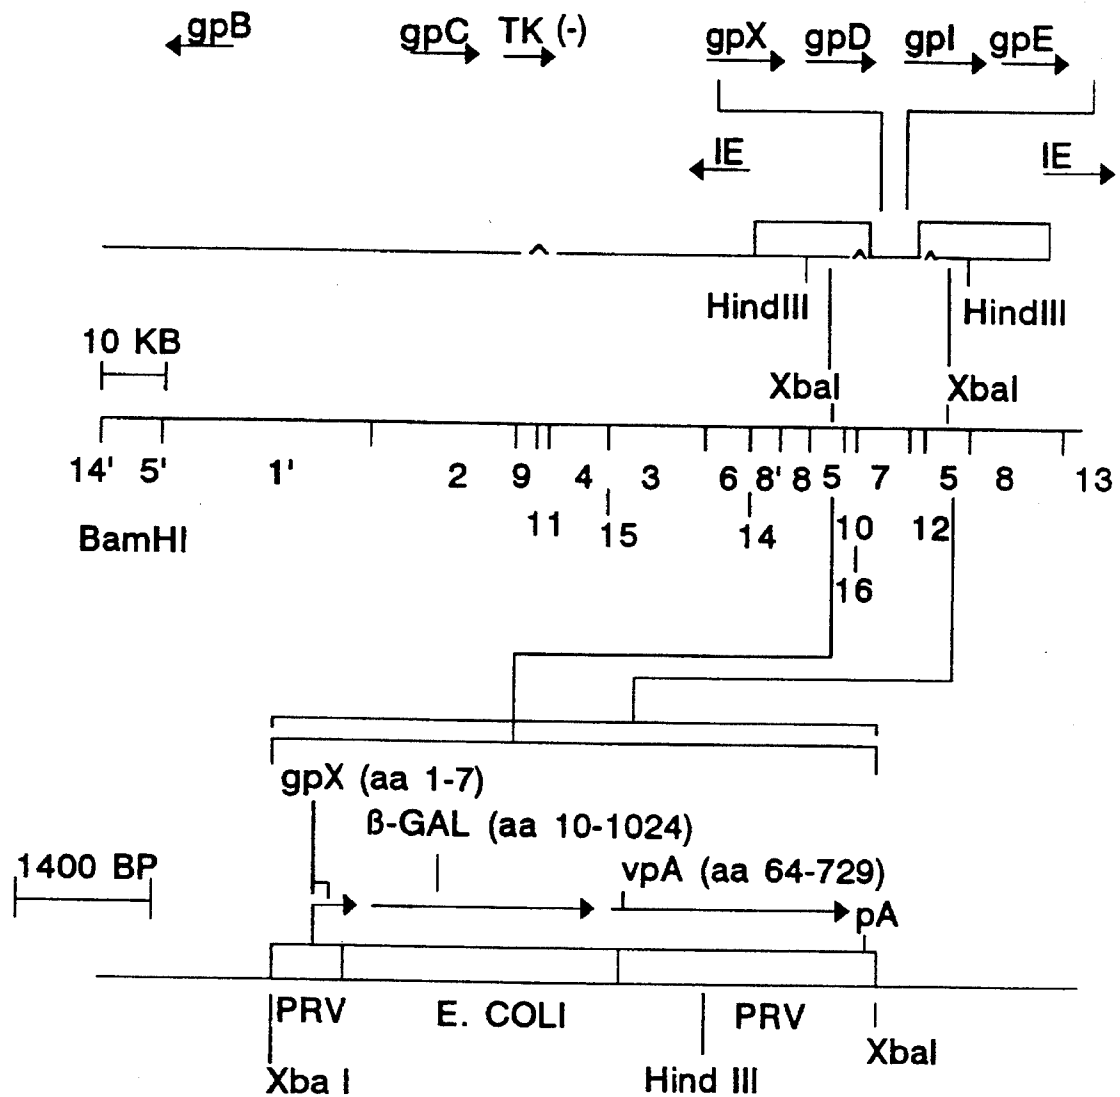 gpB gpC TK (-) gpX gpD gpI gpE
IE IE
HindIII HindIII
10 KB
XbaI XbaI
14' 5' 1' 2 9 4 3 6 8' 8 5 7 5 8 13
11 15 14 10 12
BamHI
16
gpX (aa 1-7)
β-GAL (aa 10-1024)
1400 BP
vpA (aa 64-729)
pA
PRV E. COLI PRV
Xba I Hind III XbaI